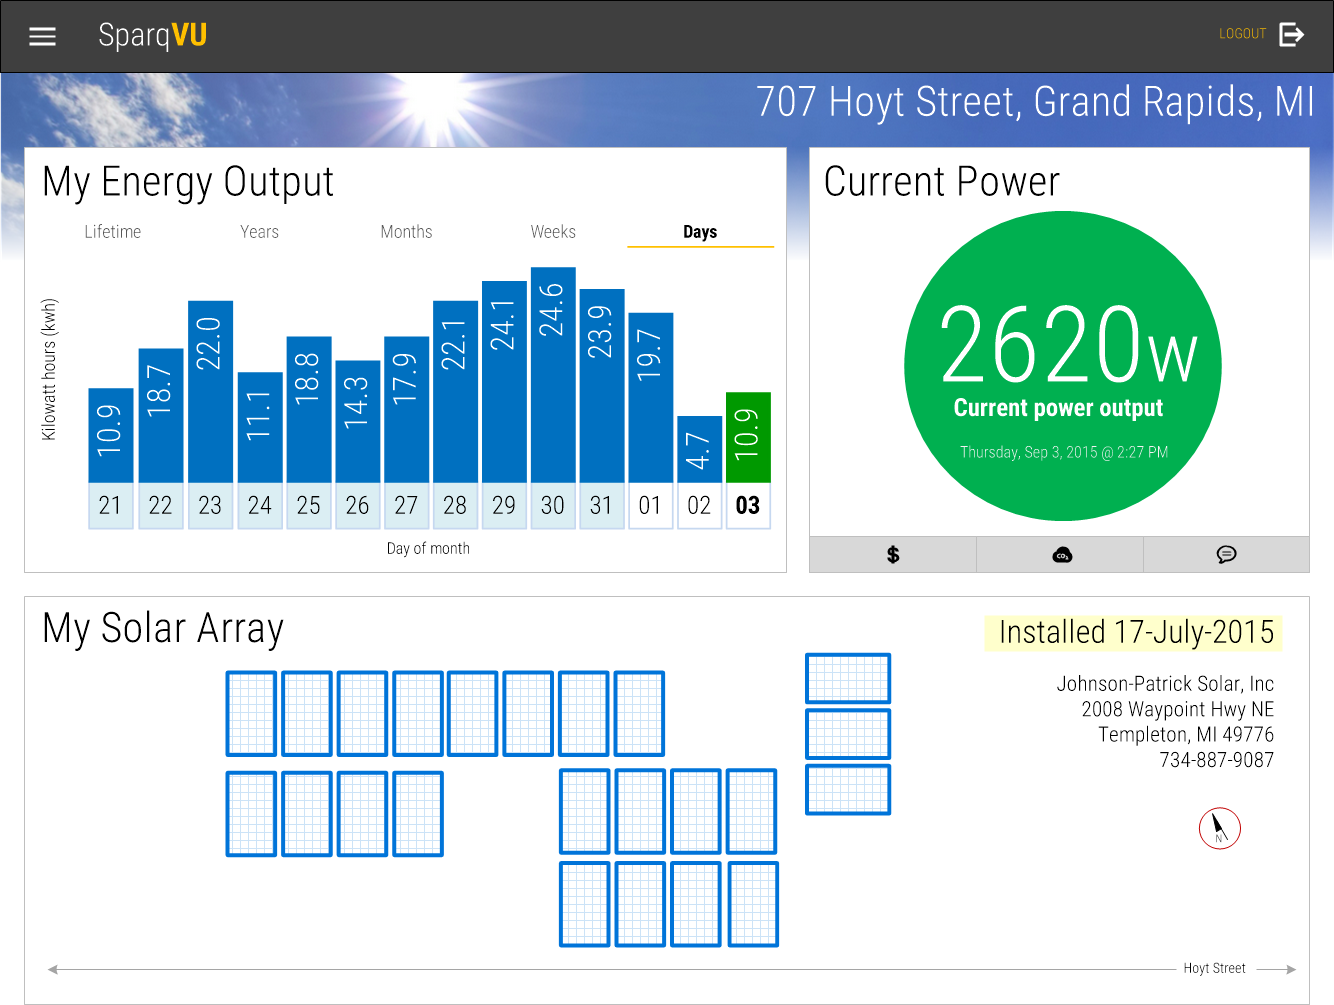 SparqVU
LOGOUT
707 Hoyt Street, Grand Rapids, MI
My Energy Output
Lifetime Years Months Weeks Days
Kilowatt hours (kwh)
10.9 18.7 22.0 11.1 18.8 14.3 17.9 22.1 24.1 24.6 23.9 19.7 4.7 10.9
21 22 23 24 25 26 27 28 29 30 31 01 02 03
Day of month
Current Power
2620w
Current power output
Thursday, Sep 3, 2015 @ 2:27 PM
$ CO₂
My Solar Array
Installed 17-July-2015
Johnson-Patrick Solar, Inc
2008 Waypoint Hwy NE
Templeton, MI 49776
734-887-9087
N
Hoyt Street